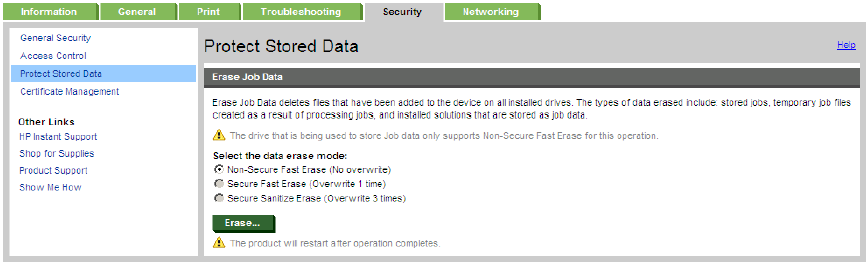 Information
General
Print
Troubleshooting
Security
Networking
General Security
Access Control
Protect Stored Data
Certificate Management
Other Links
HP Instant Support
Shop for Supplies
Product Support
Show Me How
Protect Stored Data
Help
Erase Job Data
Erase Job Data deletes files that have been added to the device on all installed drives. The types of data erased include: stored jobs, temporary job files
created as a result of processing jobs, and installed solutions that are stored as job data.
The drive that is being used to store Job data only supports Non-Secure Fast Erase for this operation.
Select the data erase mode:
Non-Secure Fast Erase (No overwrite)
Secure Fast Erase (Overwrite 1 time)
Secure Sanitize Erase (Overwrite 3 times)
Erase...
The product will restart after operation completes.